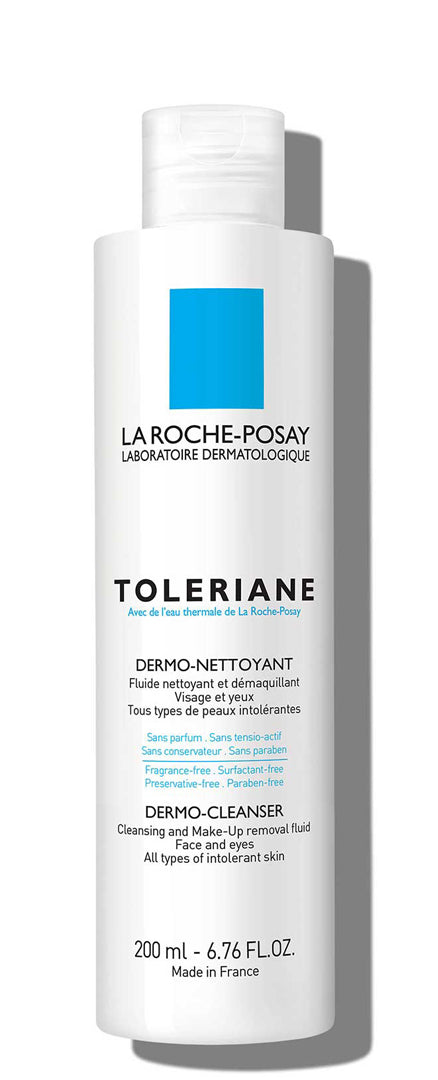 LA ROCHE-POSAY
LABORATOIRE DERMATOLOGIQUE
TOLERIANE
Avec de l'eau thermale de La Roche-Posay
DERMO-NETTOYANT
Fluide nettoyant et démaquillant
Visage et yeux
Tous types de peaux intolérantes
Sans parfum . Sans tensio-actif
Sans conservateur . Sans paraben
Fragrance-free . Surfactant-free
Preservative-free . Paraben-free
DERMO-CLEANSER
Cleansing and Make-Up removal fluid
Face and eyes
All types of intolerant skin
200 ml - 6.76 FL.OZ.
Made in France